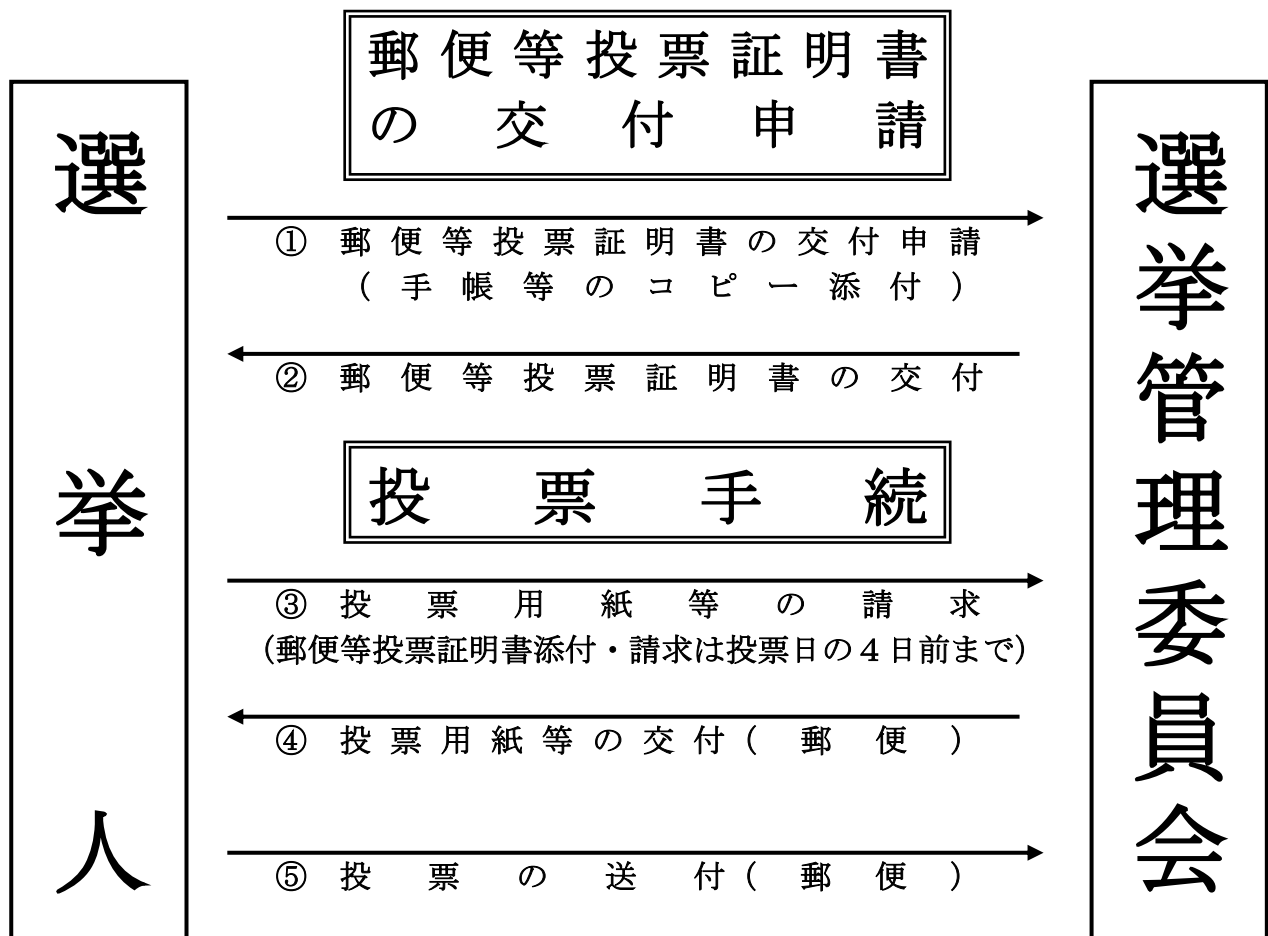 郵便等投票証明書
の交付申請
選挙人
選挙管理委員会
① 郵便等投票証明書の交付申請
(手帳等のコピー添付)
② 郵便等投票証明書の交付
投票手続
③ 投票用紙等の請求
(郵便等投票証明書添付・請求は投票日の4日前まで)
④ 投票用紙等の交付(郵便)
⑤ 投票の送付(郵便)